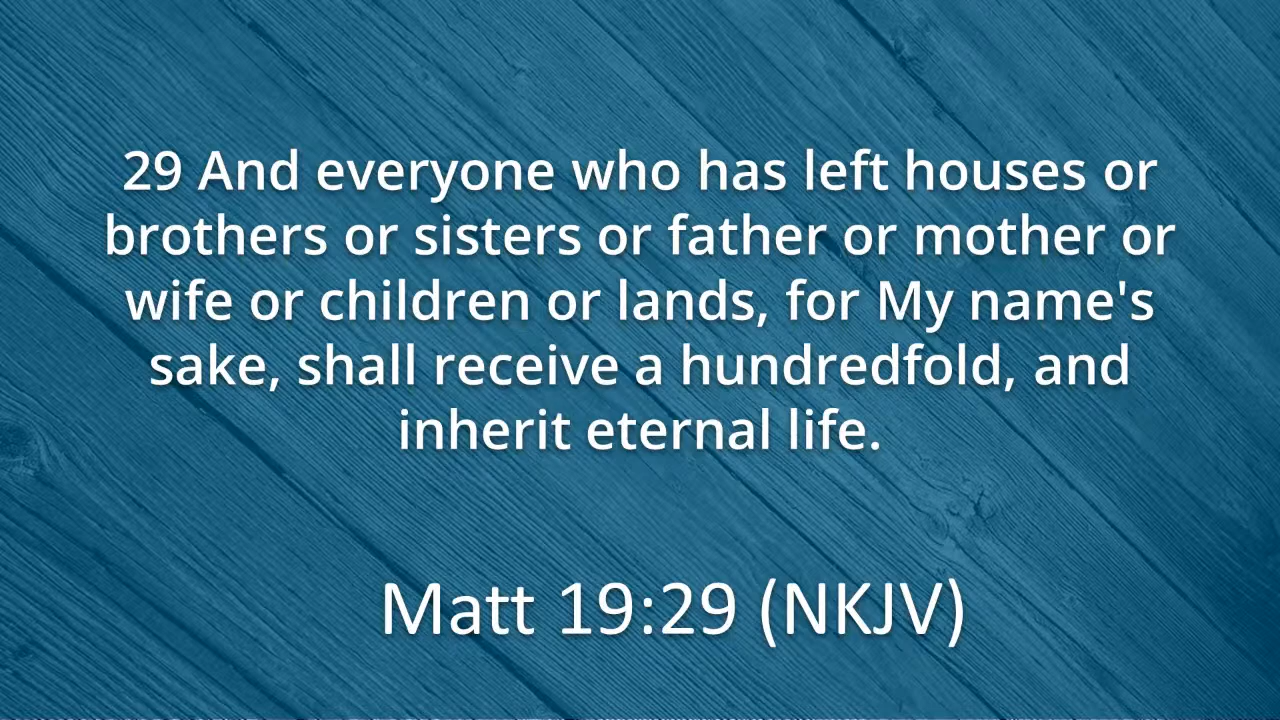 29 And everyone who has left houses or
brothers or sisters or father or mother or
wife or children or lands, for My name's
sake, shall receive a hundredfold, and
inherit eternal life.
Matt 19:29 (NKJV)